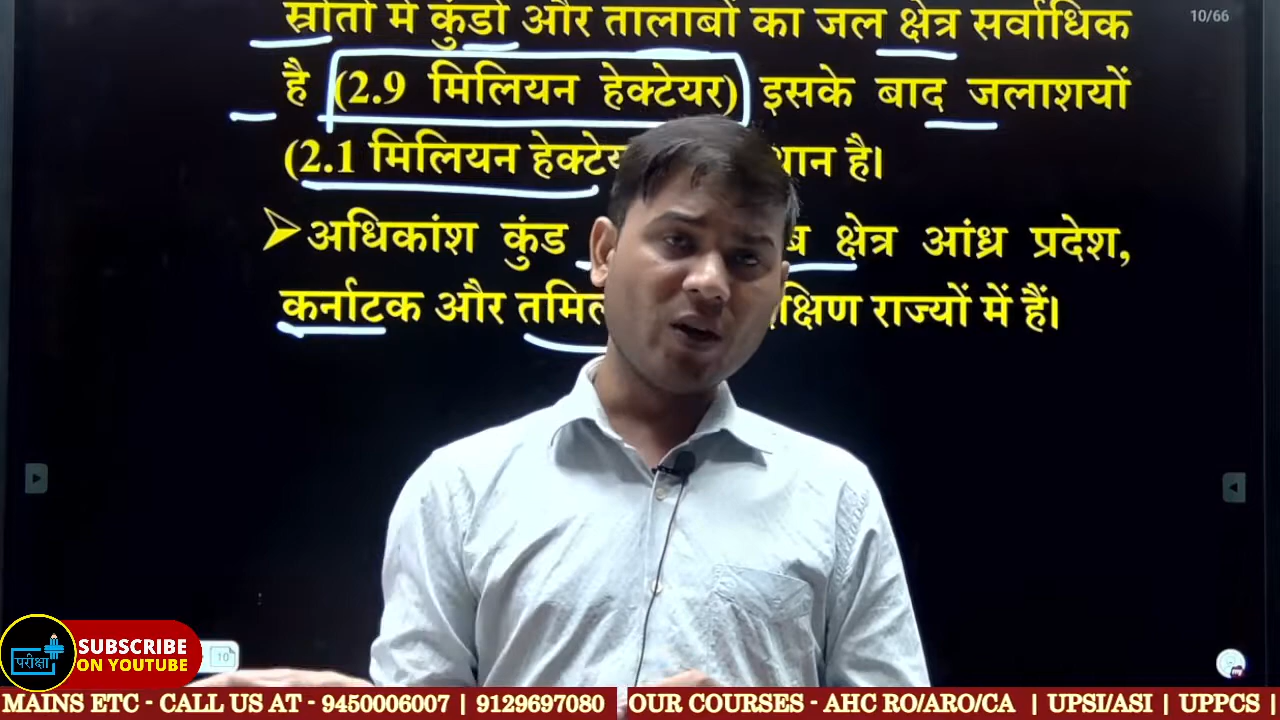 स्रोतों में कुंडों और तालाबों का जल क्षेत्र सर्वाधिक
10/66
है (2.9 मिलियन हेक्टेयर) इसके बाद जलाशयों
(2.1 मिलियन है।
अधिकांश कुंड क्षेत्र आंध्र प्रदेश,
कर्नाटक और राज्यों में हैं।
परीक्षा
SUBSCRIBE
ON YOUTUBE
10
MAINS ETC - CALL US AT - 9450006007 | 9129697080 OUR COURSES - AHC RO/ARO/CA | UPSI/ASI | UPPCS |